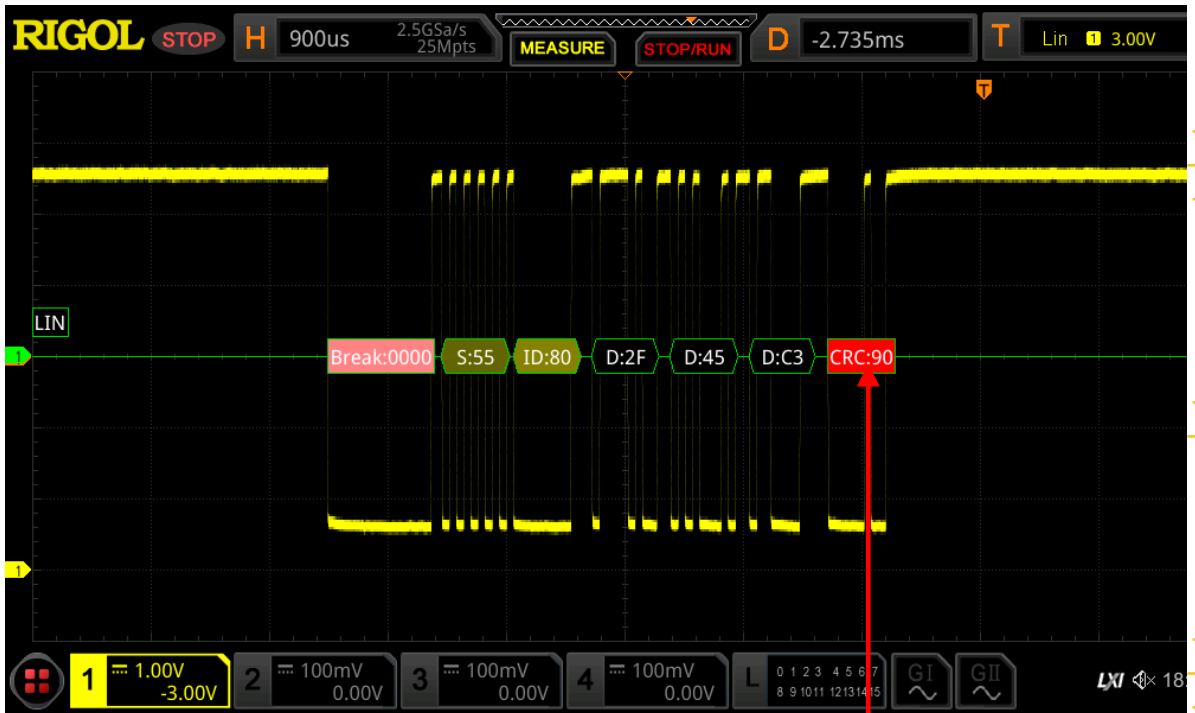 RIGOL STOP H 900us 2.5GSa/s 25Mpts MEASURE STOP/RUN D -2.735ms T Lin 1 3.00V
T
LIN
1 Break:0000 S:55 ID:80 D:2F D:45 D:C3 CRC:90
1
1 1.00V -3.00V 2 100mV 0.00V 3 100mV 0.00V 4 100mV 0.00V L 0 1 2 3 4 5 6 7 GI GII LXI 18:
8 9 10 11 12 13 14 15